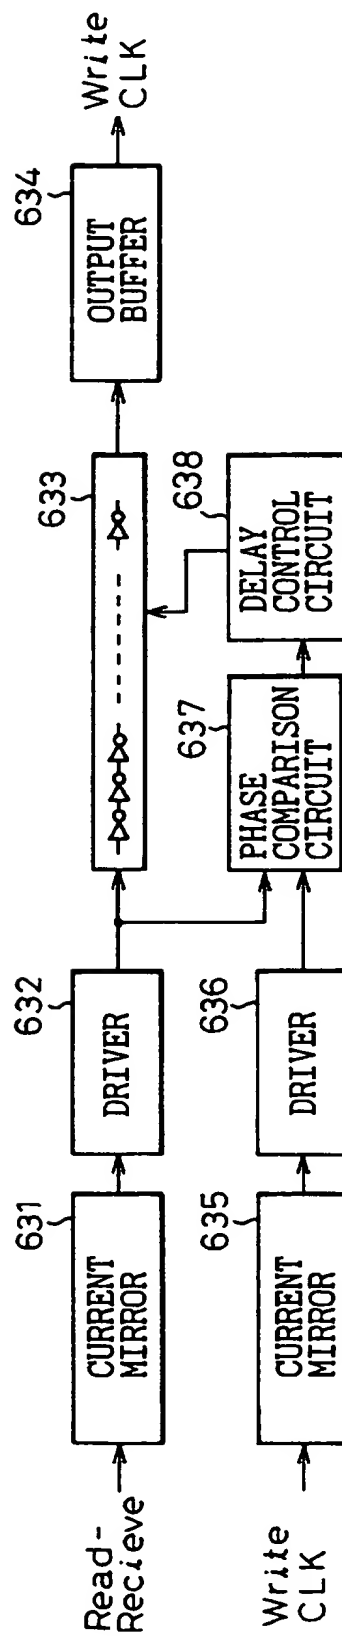 Read-
Recieve
631
CURRENT
MIRROR
632
DRIVER
633
634
OUTPUT
BUFFER
Write
CLK
Write
CLK
635
CURRENT
MIRROR
636
DRIVER
637
PHASE
COMPARISON
CIRCUIT
638
DELAY
CONTROL
CIRCUIT